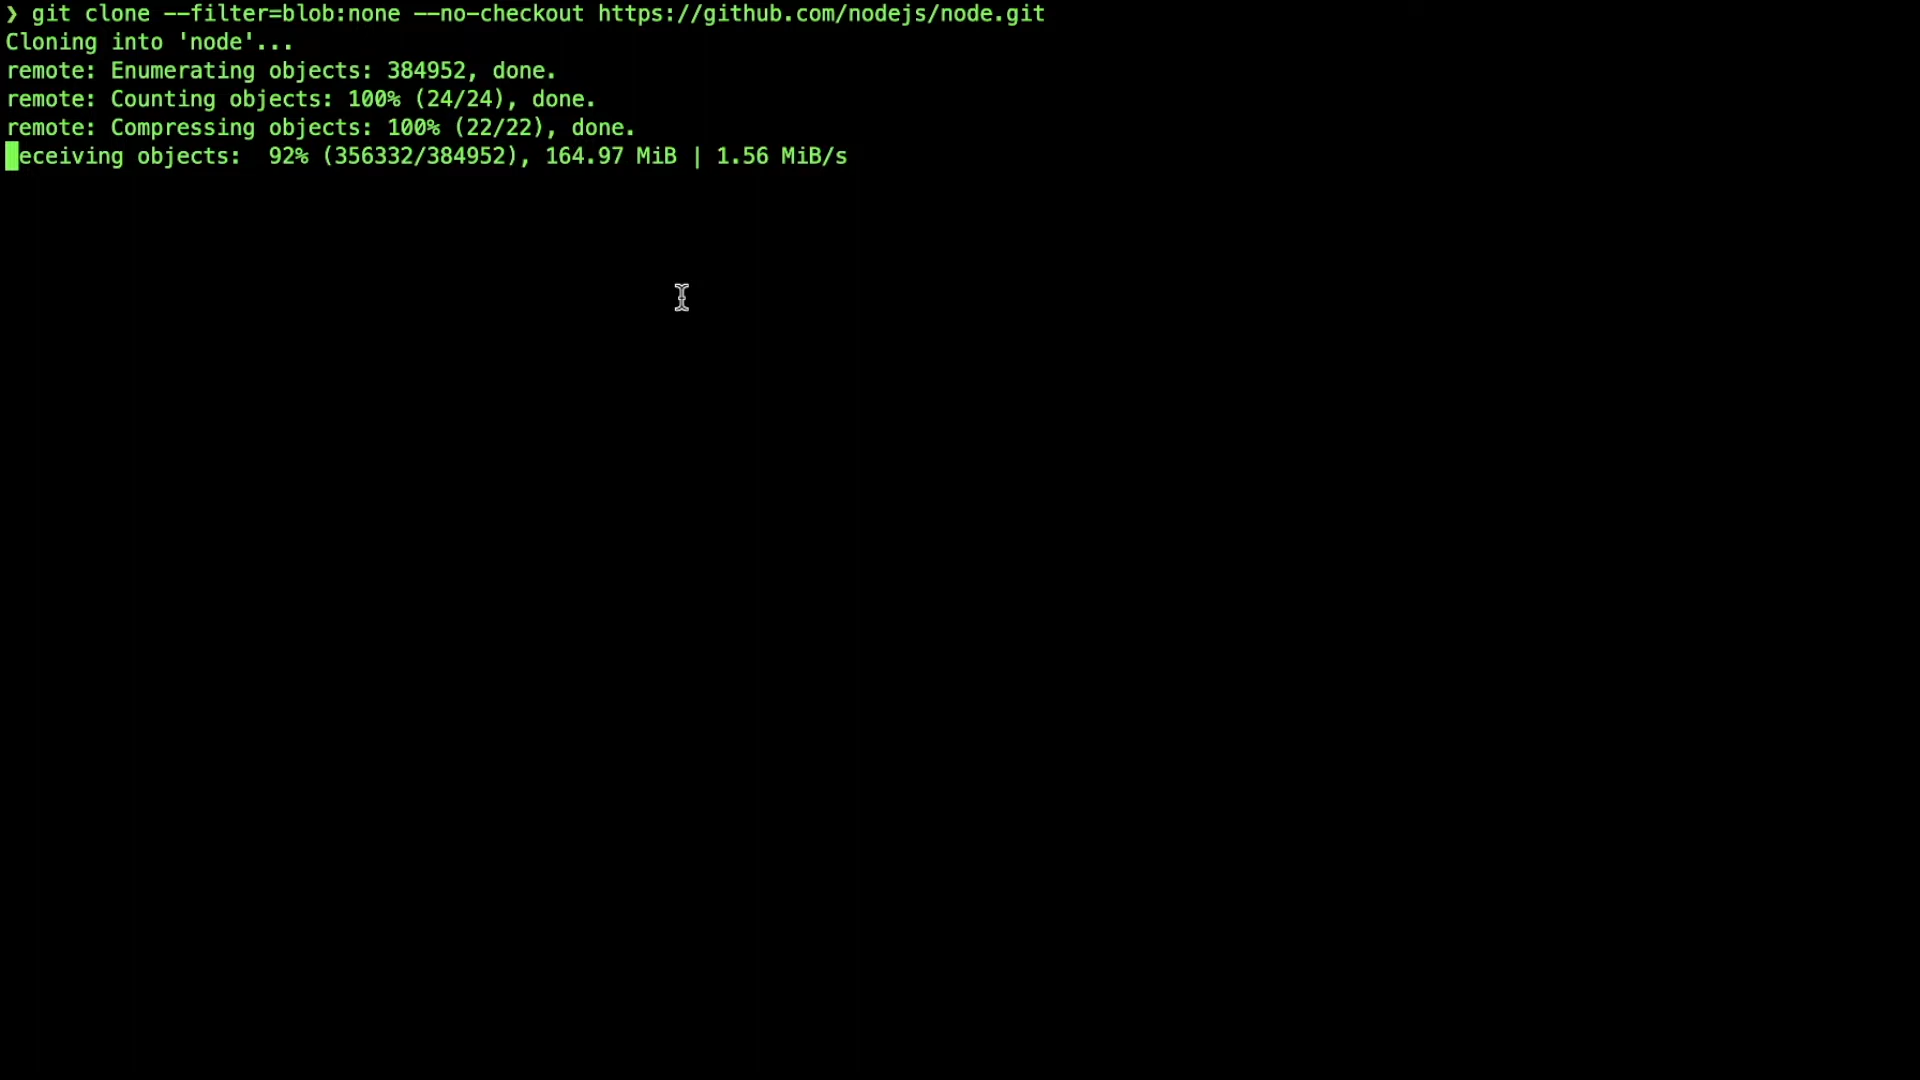 ❯ git clone --filter=blob:none --no-checkout https://github.com/nodejs/node.git
Cloning into 'node'...
remote: Enumerating objects: 384952, done.
remote: Counting objects: 100% (24/24), done.
remote: Compressing objects: 100% (22/22), done.
eceiving objects:  92% (356332/384952), 164.97 MiB | 1.56 MiB/s